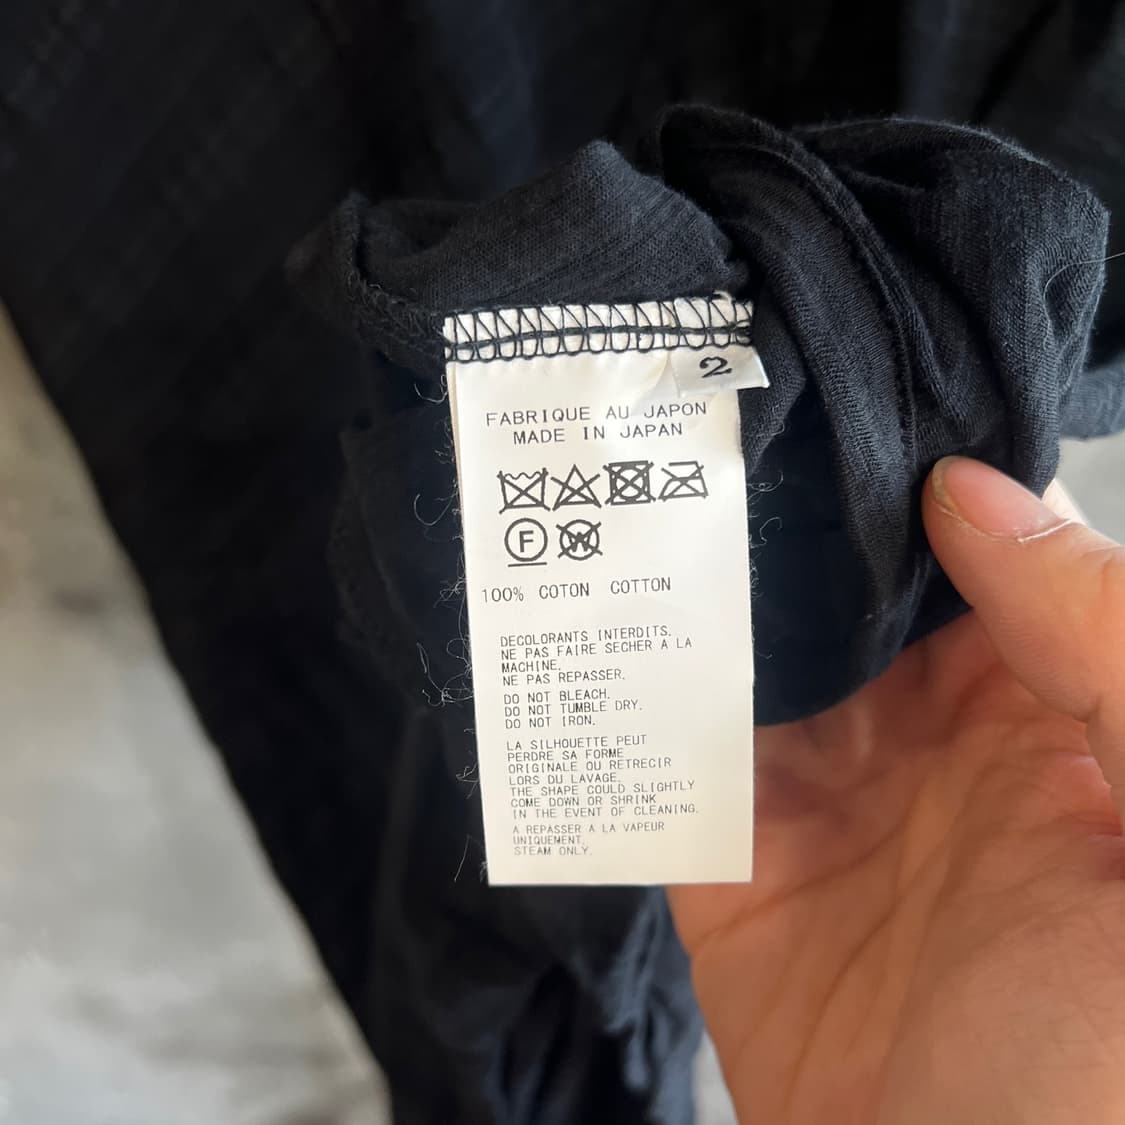 2
FABRIQUE AU JAPON
MADE IN JAPAN
F W
100% COTON COTTON
DECOLORANTS INTERDITS.
NE PAS FAIRE SECHER A LA
MACHINE.
NE PAS REPASSER.
DO NOT BLEACH.
DO NOT TUMBLE DRY.
DO NOT IRON.
LA SILHOUETTE PEUT
PERDRE SA FORME
ORIGINALE OU RETRECIR
LORS DU LAVAGE.
THE SHAPE COULD SLIGHTLY
COME DOWN OR SHRINK
IN THE EVENT OF CLEANING.
A REPASSER A LA VAPEUR
UNIQUEMENT.
STEAM ONLY.